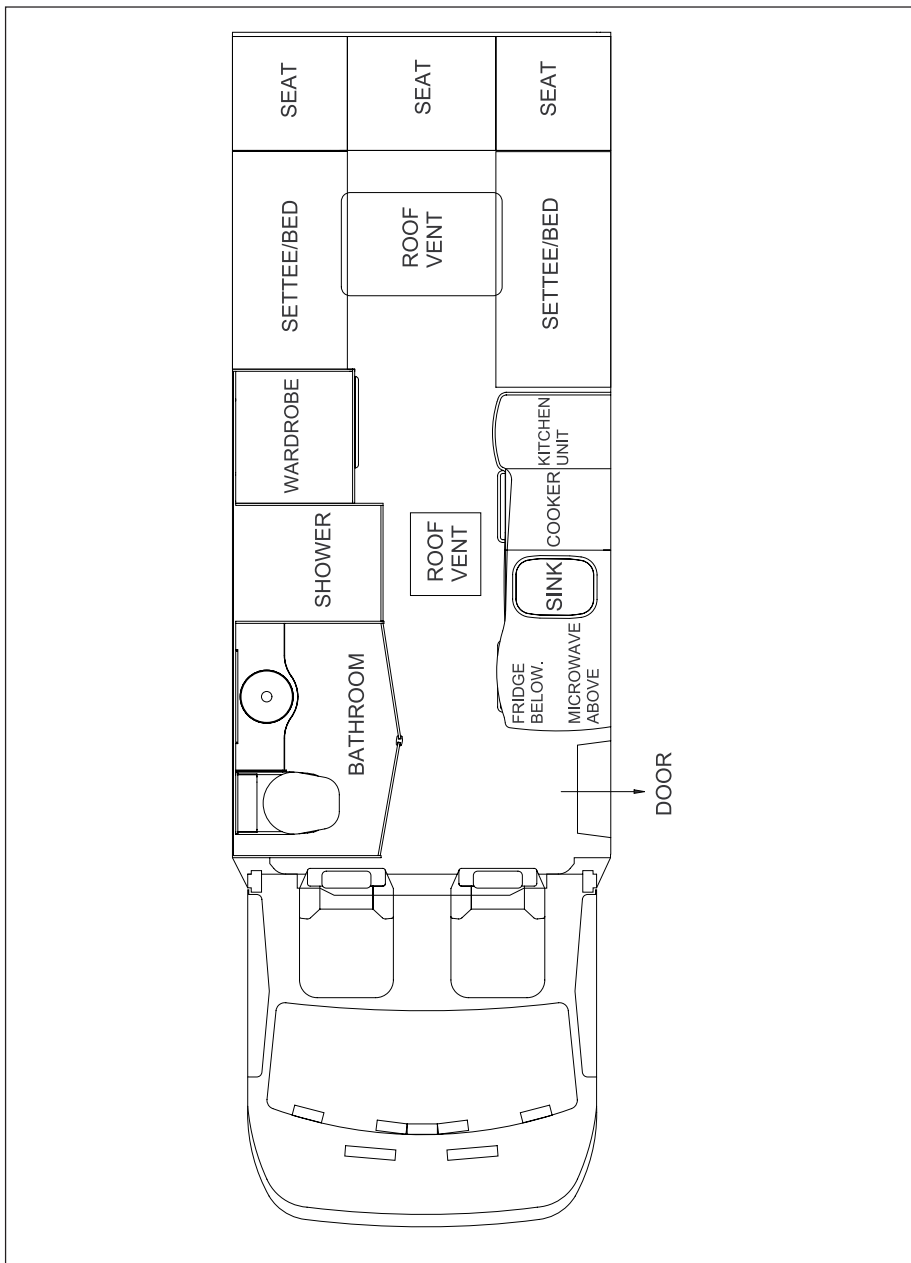 SEAT
SEAT
SEAT
SETTEE/BED
ROOF
VENT
SETTEE/BED
WARDROBE
KITCHEN
UNIT
COOKER
SHOWER
ROOF
VENT
SINK
BATHROOM
FRIDGE
BELOW.
MICROWAVE
ABOVE
DOOR